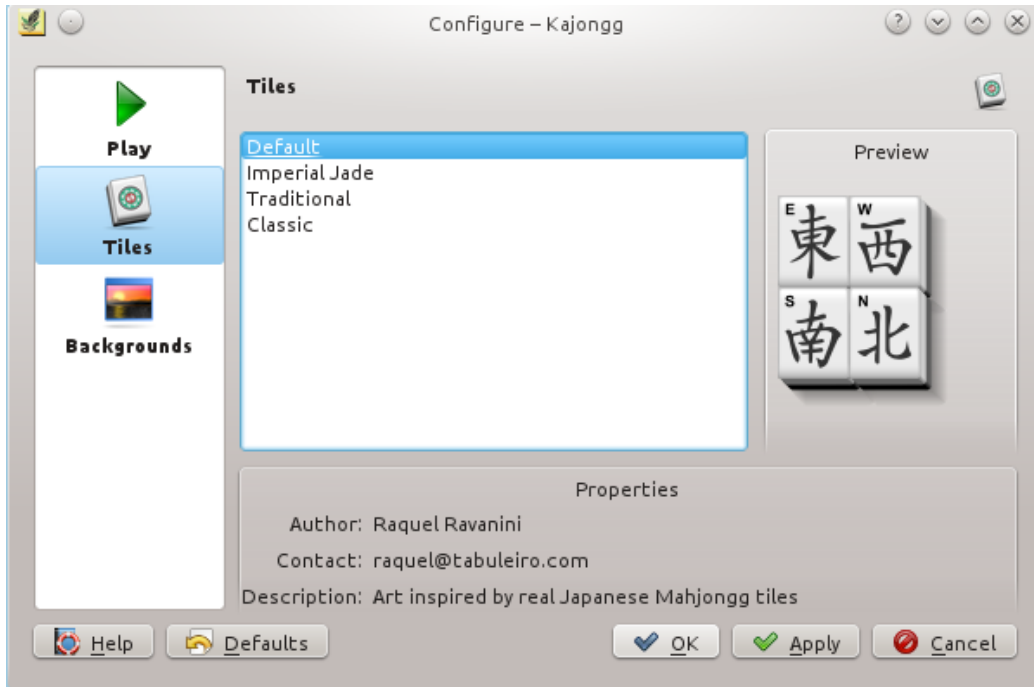 Configure – Kajongg
Play
Tiles
Backgrounds
Tiles
Default
Imperial Jade
Traditional
Classic
Preview
E 東 W 西
S 南 N 北
Properties
Author: Raquel Ravanini
Contact: raquel@tabuleiro.com
Description: Art inspired by real Japanese Mahjongg tiles
Help
Defaults
OK
Apply
Cancel